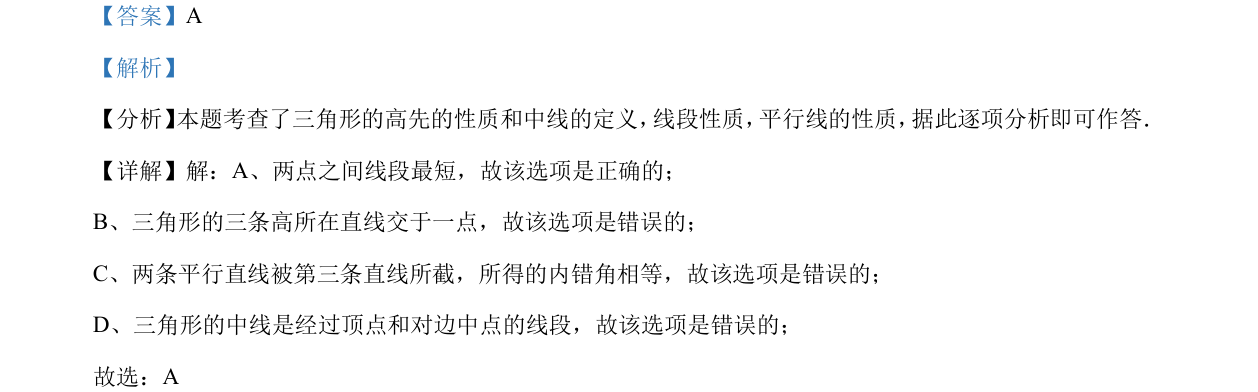 【答案】A
【解析】
【分析】本题考查了三角形的高先的性质和中线的定义，线段性质，平行线的性质，据此逐项分析即可作答．
【详解】解：A、两点之间线段最短，故该选项是正确的；
B、三角形的三条高所在直线交于一点，故该选项是错误的；
C、两条平行直线被第三条直线所截，所得的内错角相等，故该选项是错误的；
D、三角形的中线是经过顶点和对边中点的线段，故该选项是错误的；
故选：A